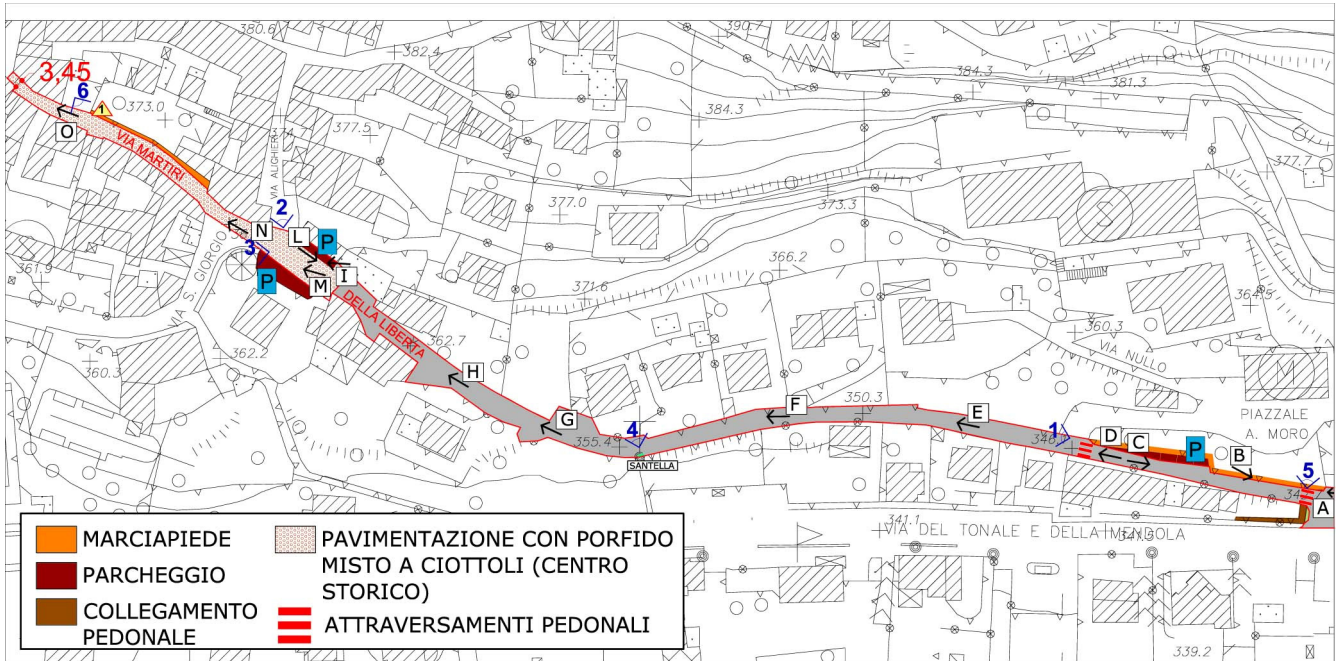 380.6
382.4
390.7
384.3
381.3
3,45
6
1
373.0
377.5
384.3
377.7
O
VIA MARTIRI
VIA ALIGHIERI
2
377.0
373.3
C
N
L
P
3
P
I
M
VIA S. GIORGIO
361.9
371.6
366.2
364.5
DELLA LIBERTA
362.7
362.2
360.3
360.3
VIA NULLO
M
PIAZZALE
A. MORO
H
G
F
350.3
E
355.4
4
SANTELLA
1
D
C
P
B
5
A
341.1
VIA DEL TONALE E DELLA MENDOLA
339.2
MARCIAPIEDE
PARCHEGGIO
COLLEGAMENTO
PEDONALE
PAVIMENTAZIONE CON PORFIDO
MISTO A CIOTTOLI (CENTRO
STORICO)
ATTRAVERSAMENTI PEDONALI